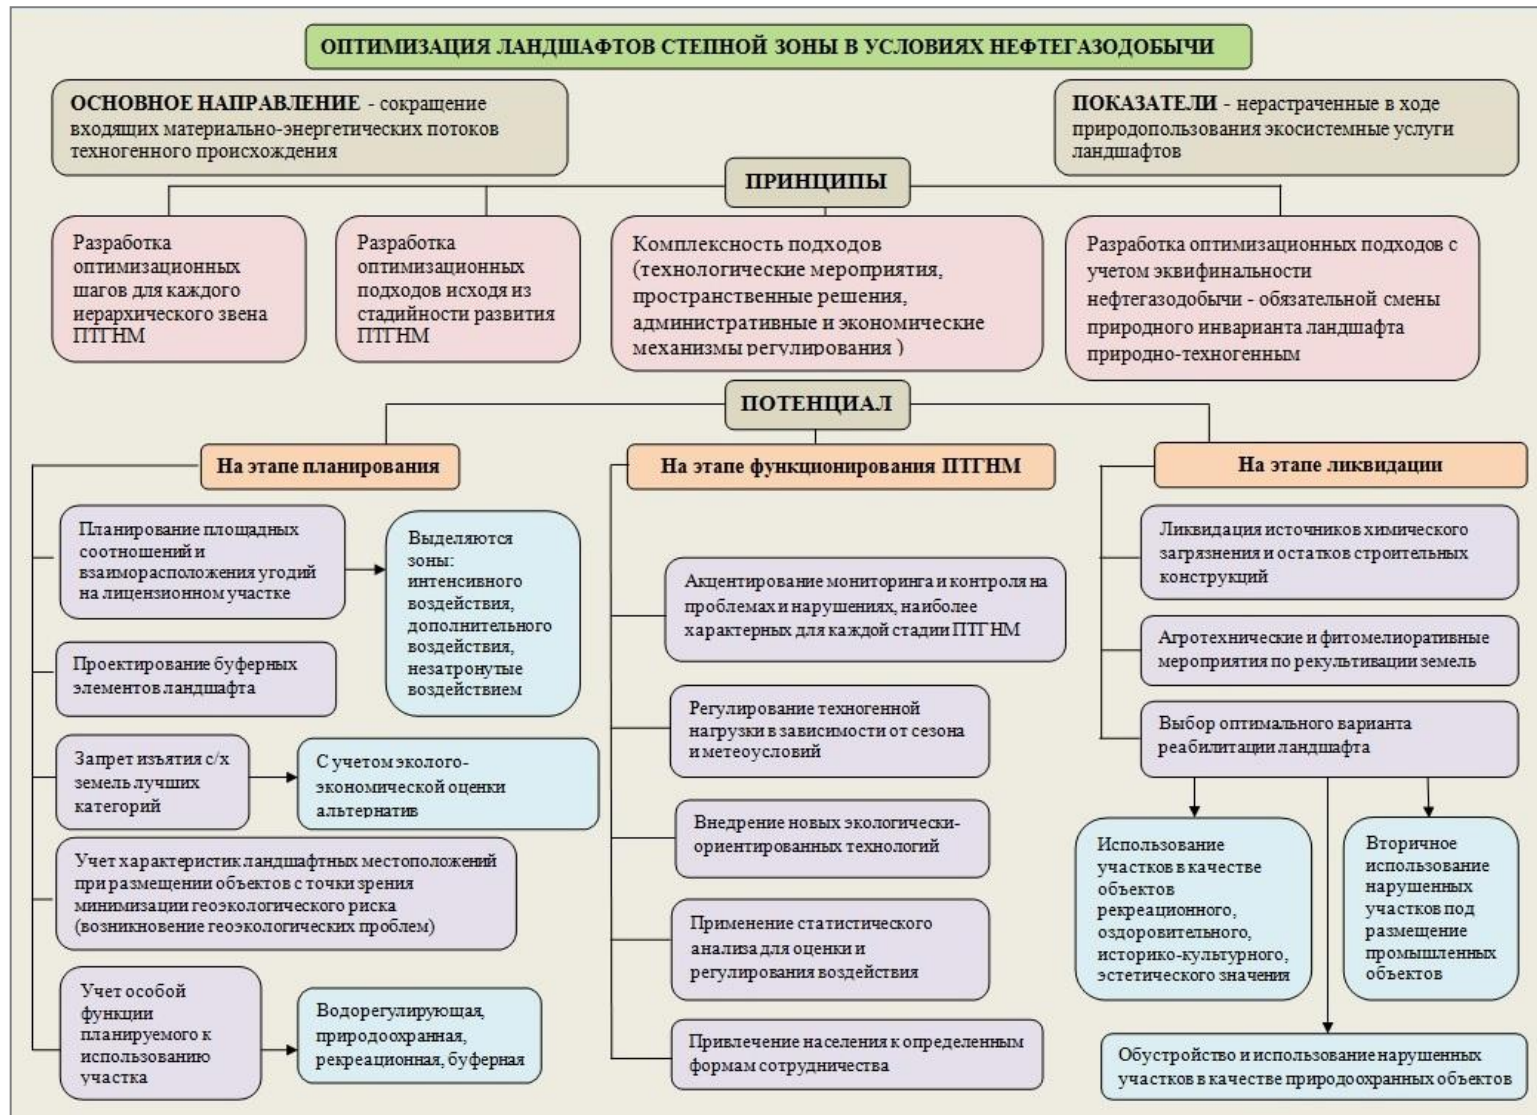 ОПТИМИЗАЦИЯ ЛАНДШАФТОВ СТЕПНОЙ ЗОНЫ В УСЛОВИЯХ НЕФТЕГАЗОДОБЫЧИ
ОСНОВНОЕ НАПРАВЛЕНИЕ - сокращение
входящих материально-энергетических потоков
техногенного происхождения
ПОКАЗАТЕЛИ - нерастраченные в ходе
природопользования экосистемные услуги
ландшафтов
ПРИНЦИПЫ
Разработка
оптимизационных
шагов для каждого
иерархического звена
ПТГНМ
Разработка
оптимизационных
подходов исходя из
стадийности развития
ПТГНМ
Комплексность подходов
(технологические мероприятия,
пространственные решения,
административные и экономические
механизмы регулирования )
Разработка оптимизационных подходов с
учетом эквифинальности
нефтегазодобычи - обязательной смены
природного инварианта ландшафта
природно-техногенным
ПОТЕНЦИАЛ
На этапе планирования
Планирование площадных
соотношений и
взаиморасположения угодий
на лицензионном участке
Выделяются
зоны:
интенсивного
воздействия,
дополнительного
воздействия,
незатронутые
воздействием
Проектирование буферных
элементов ландшафта
Запрет изъятия с/х
земель лучших
категорий
С учетом эколого-
экономической оценки
альтернатив
Учет характеристик ландшафтных местоположений
при размещении объектов с точки зрения
минимизации геоэкологического риска
(возникновение геоэкологических проблем)
Учет особой
функции
планируемого к
использованию
участка
Водорегулирующая,
природоохранная,
рекреационная, буферная
На этапе функционирования ПТГНМ
Акцентирование мониторинга и контроля на
проблемах и нарушениях, наиболее
характерных для каждой стадии ПТГНМ
Регулирование техногенной
нагрузки в зависимости от сезона
и метеоусловий
Внедрение новых экологически-
ориентированных технологий
Применение статистического
анализа для оценки и
регулирования воздействия
Привлечение населения к определенным
формам сотрудничества
На этапе ликвидации
Ликвидация источников химического
загрязнения и остатков строительных
конструкций
Агротехнические и фитомелиоративные
мероприятия по рекультивации земель
Выбор оптимального варианта
реабилитации ландшафта
Использование
участков в качестве
объектов
рекреационного,
оздоровительного,
историко-культурного,
эстетического значения
Вторичное
использование
нарушенных
участков под
размещение
промышленных
объектов
Обустройство и использование нарушенных
участков в качестве природоохранных объектов